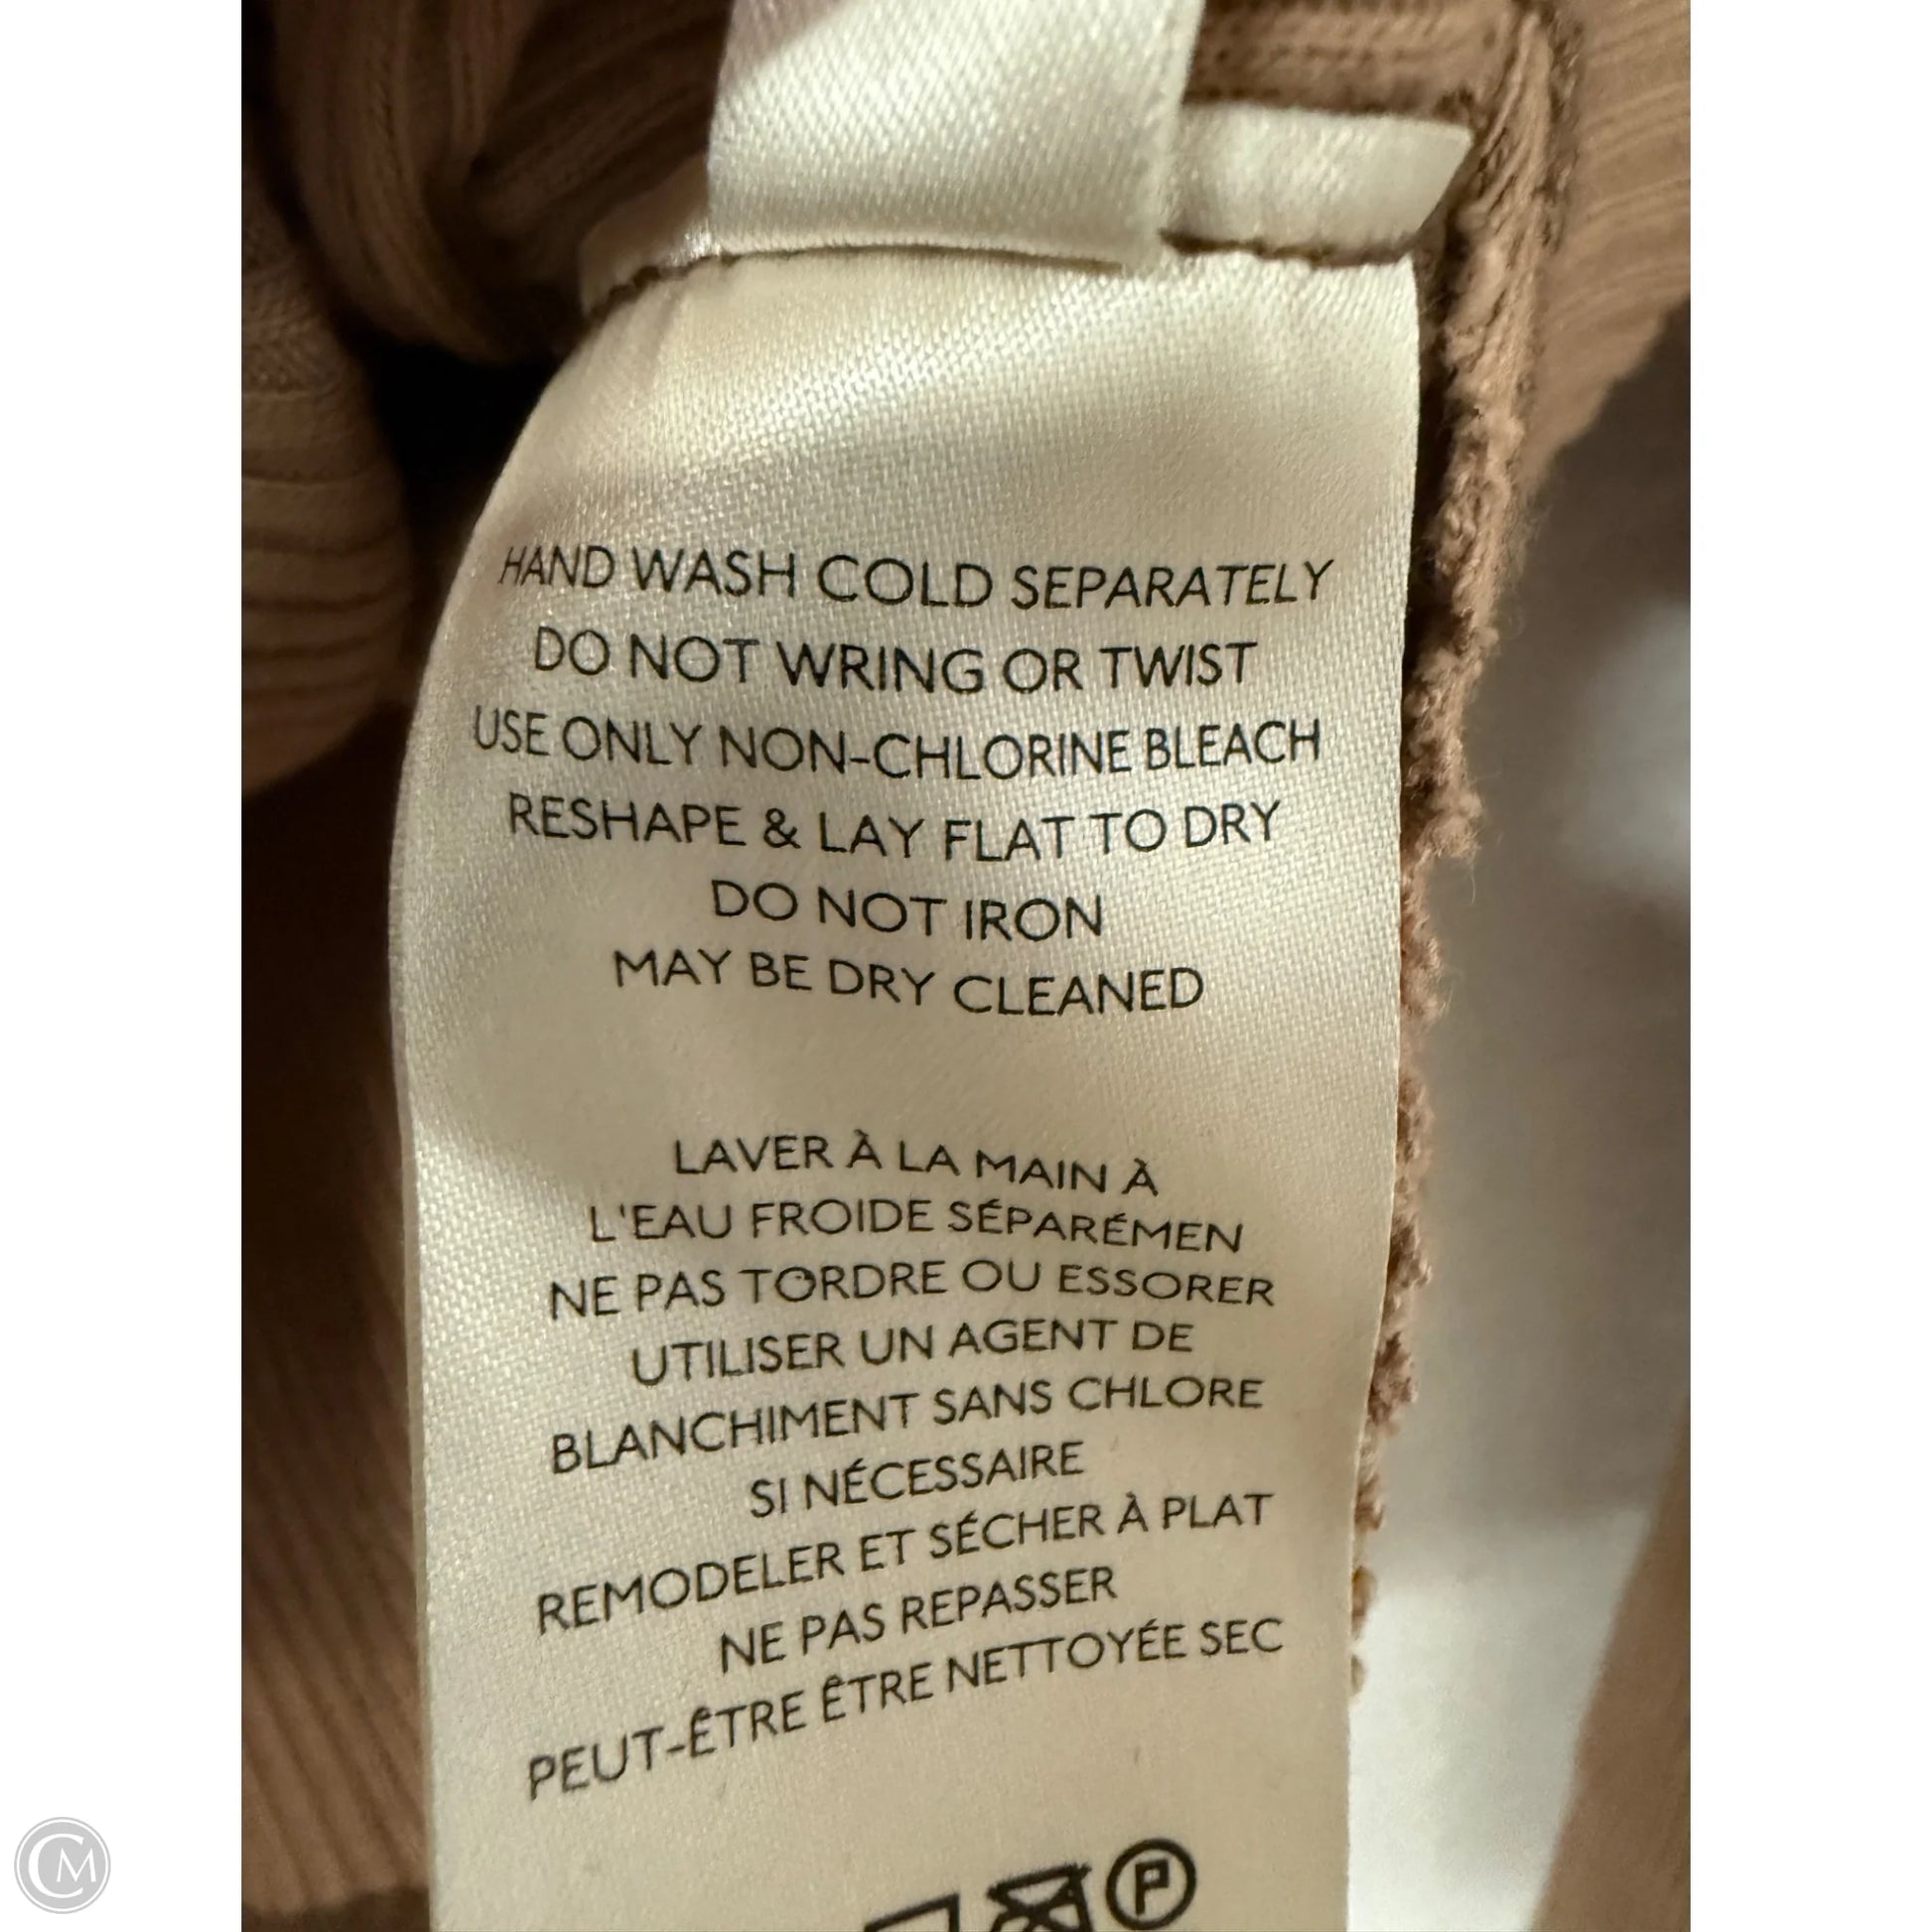 HAND WASH COLD SEPARATELY
DO NOT WRING OR TWIST
USE ONLY NON-CHLORINE BLEACH
RESHAPE & LAY FLAT TO DRY
DO NOT IRON
MAY BE DRY CLEANED
LAVER À LA MAIN À
L'EAU FROIDE SÉPARÉMEN
NE PAS TORDRE OU ESSORER
UTILISER UN AGENT DE
BLANCHIMENT SANS CHLORE
SI NÉCESSAIRE
REMODELER ET SÉCHER À PLAT
NE PAS REPASSER
PEUT-ÊTRE ÊTRE NETTOYÉE SEC
P
CM